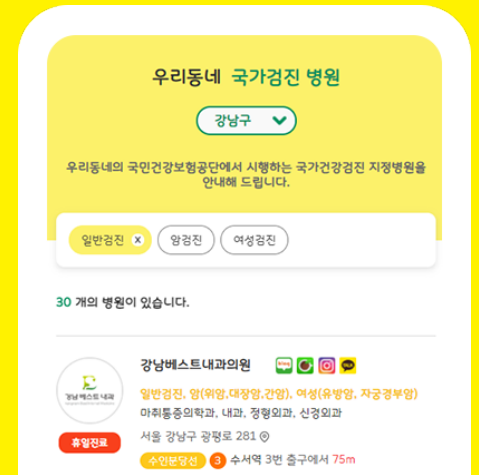 우리동네 국가검진 병원
강남구
우리동네의 국민건강보험공단에서 시행하는 국가건강검진 지정병원을
안내해 드립니다.
일반검진 x 암검진 여성검진
30 개의 병원이 있습니다.
강남베스트내과의원
강남베스트내과
일반검진, 암(위암,대장암,간암), 여성(유방암, 자궁경부암)
마취통증의학과, 내과, 정형외과, 신경외과
휴일진료
서울 강남구 광평로 281
수인분당선 3 수서역 3번 출구에서 75m